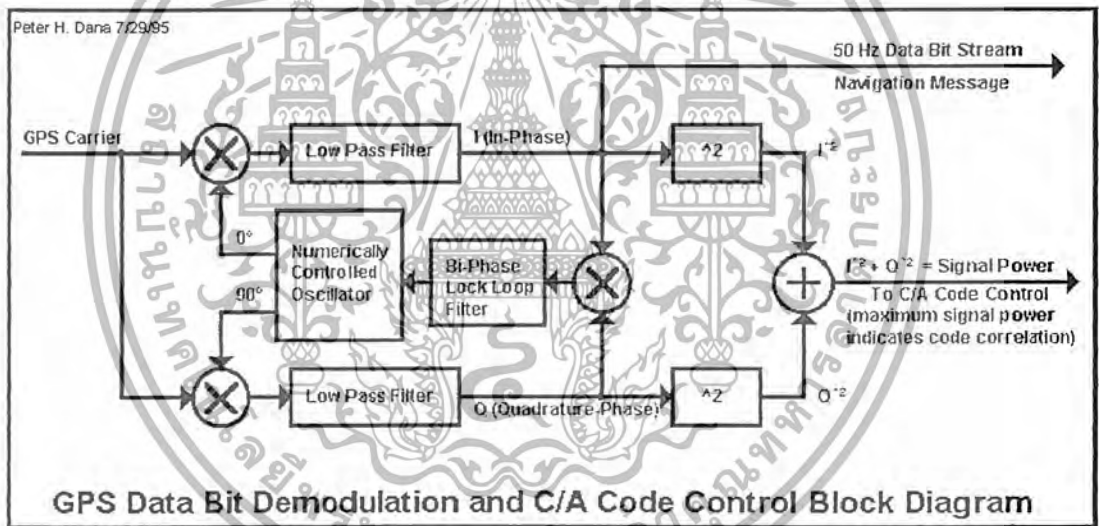 Peter H. Dana 7/29/95
50 Hz Data Bit Stream
Navigation Message
GPS Carrier
Low Pass Filter
I (In-Phase)
^2
I^2
0°
90°
Numerically
Controlled
Oscillator
Bi-Phase
Lock Loop
Filter
I^2 + Q^2 = Signal Power
To C/A Code Control
(maximum signal power
indicates code correlation)
Low Pass Filter
Q (Quadrature-Phase)
^2
Q^2
GPS Data Bit Demodulation and C/A Code Control Block Diagram